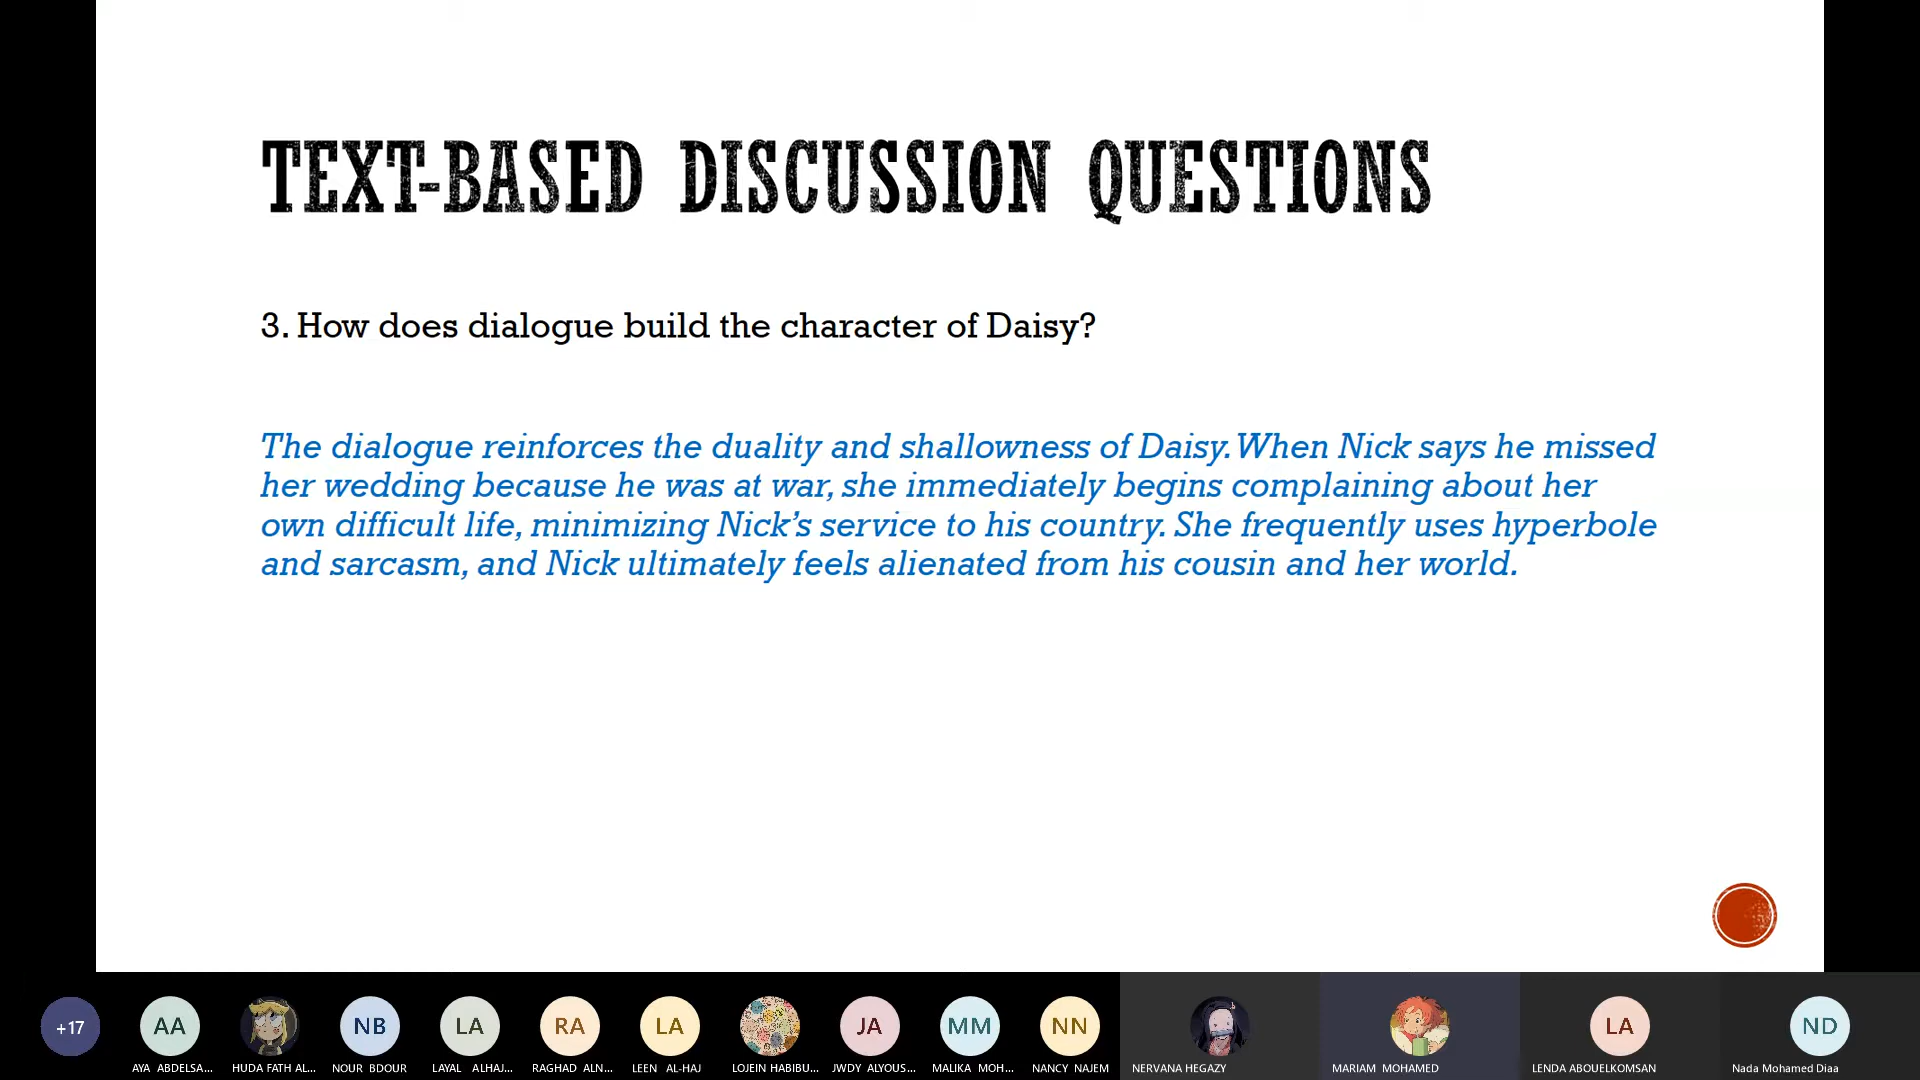 TEXT-BASED DISCUSSION QUESTIONS
3. How does dialogue build the character of Daisy?
The dialogue reinforces the duality and shallowness of Daisy. When Nick says he missed
her wedding because he was at war, she immediately begins complaining about her
own difficult life, minimizing Nick's service to his country. She frequently uses hyperbole
and sarcasm, and Nick ultimately feels alienated from his cousin and her world.
+17 AA NB LA RA LA JA MM NN LA ND
AYA ABDELSA... HUDA FATH AL... NOUR BDOUR LAYAL ALHAJ... RAGHAD ALN... LEEN AL-HAJ LOJEIN HABIBU... JWDY ALYOUS... MALIKA MOH... NANCY NAJEM NERVANA HEGAZY MARIAM MOHAMED LENDA ABOUELKOMSAN Nada Mohamed Diaa